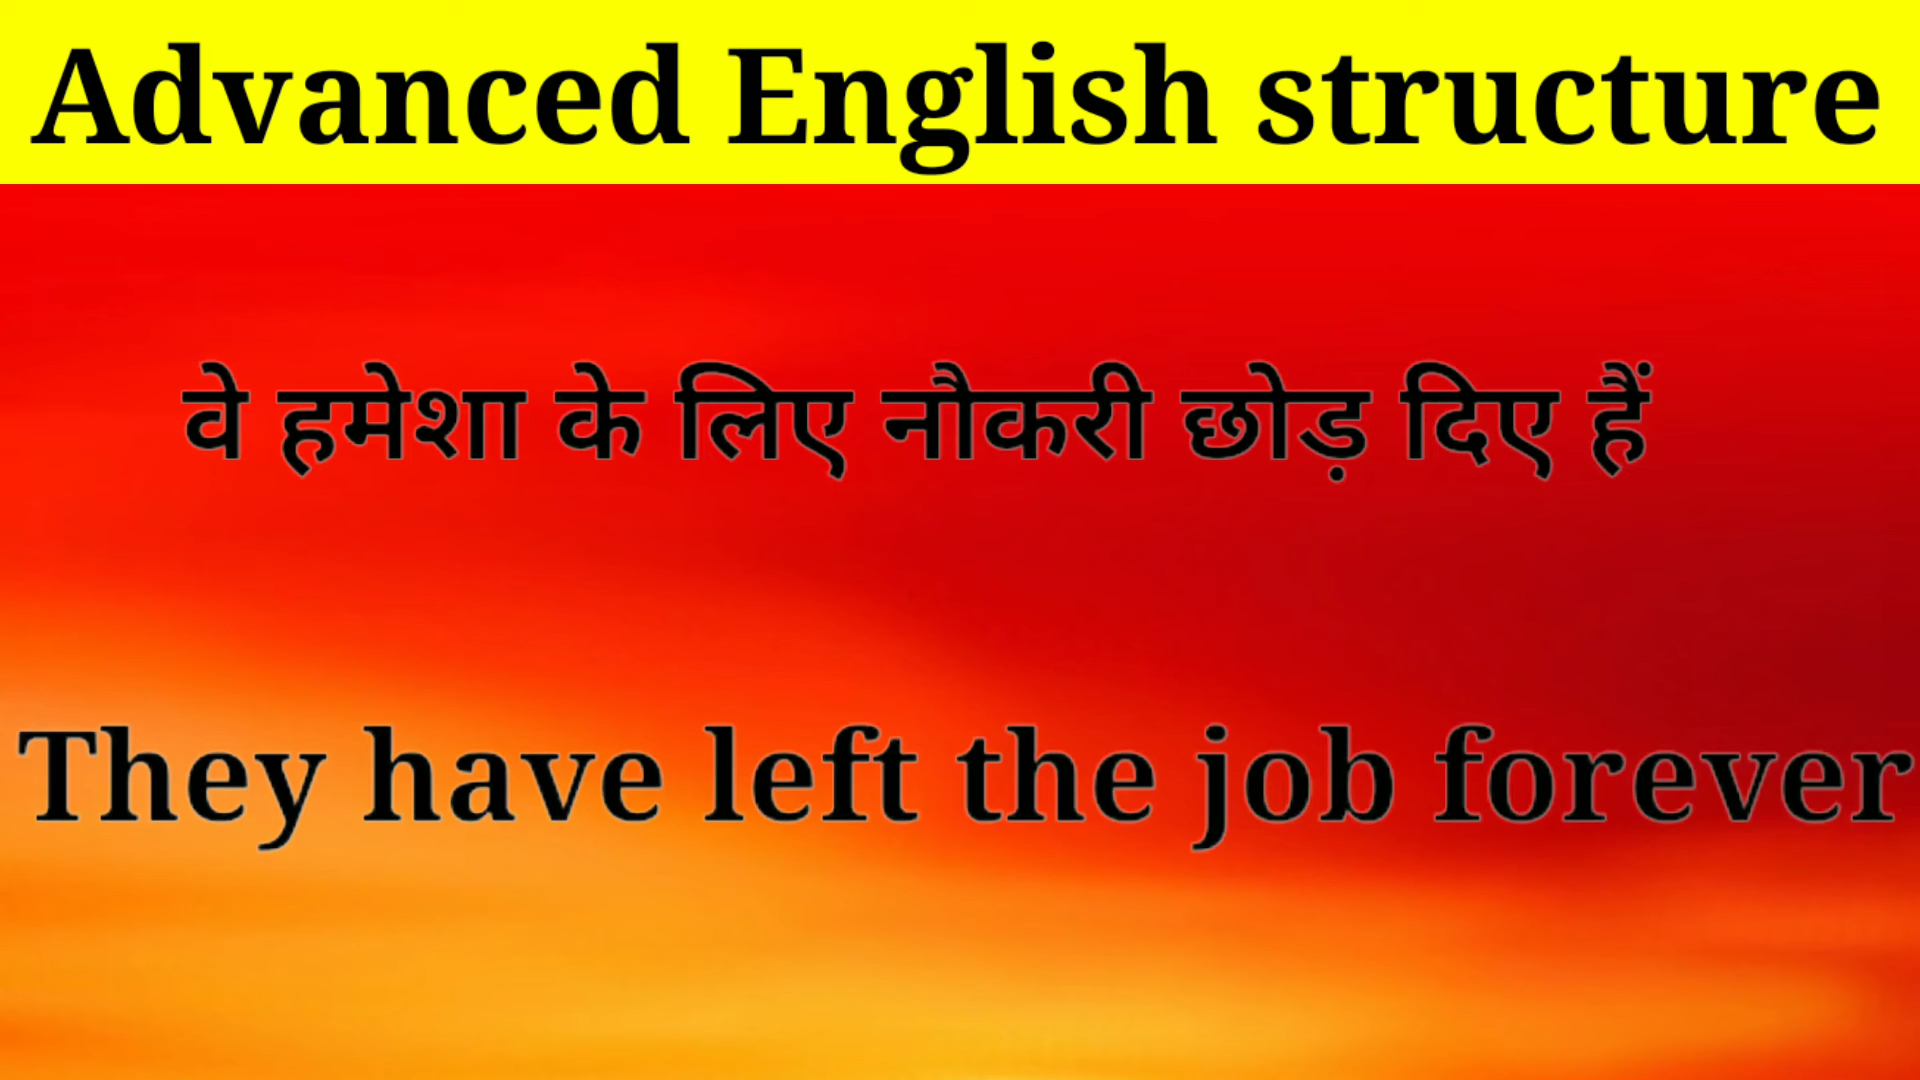 Advanced English structure
वे हमेशा के लिए नौकरी छोड़ दिए हैं
They have left the job forever